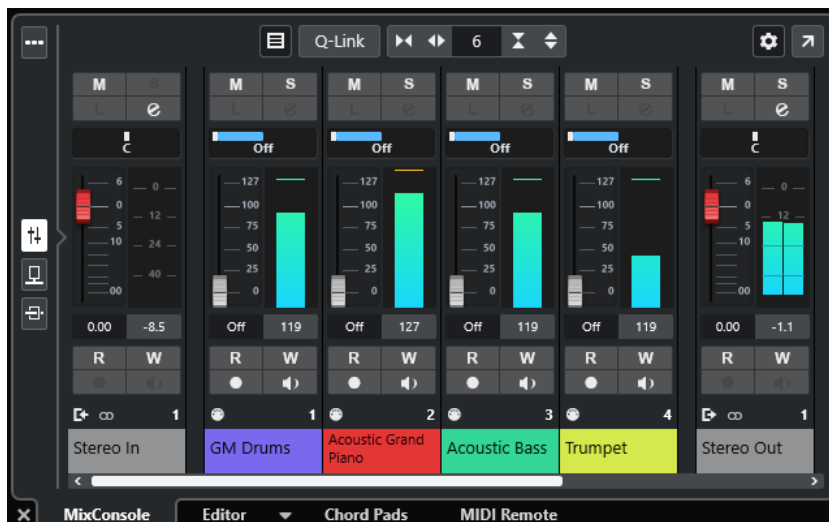 Q-Link 6
M S M S M S M S M S M S
L e L e L e L e L e L e
C Off Off Off Off C
6 0 5 10 00 0 12 24 40 127 100 75 50 25 0 127 100 75 50 25 0 127 100 75 50 25 0 127 100 75 50 25 0 6 0 5 10 00 0 12
0.00 -8.5 Off 119 Off 127 Off 119 Off 119 0.00 -1.1
R W R W R W R W R W R W
1 1 2 3 4 1
Stereo In GM Drums Acoustic Grand Acoustic Bass Trumpet Stereo Out
Piano
MixConsole Editor Chord Pads MIDI Remote